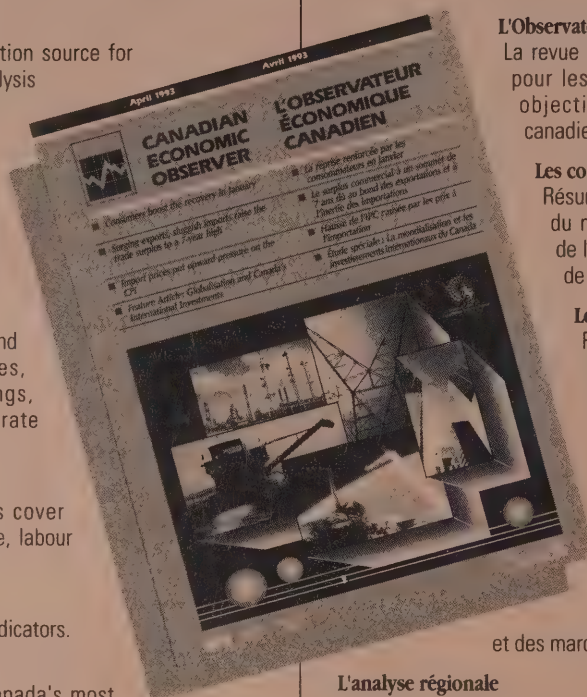 tion source for
lysis
nd
es,
ngs,
rate
s cover
e, labour
dicators.
nada's most
April 1993
Avril 1993
CANADIAN
ECONOMIC
OBSERVER
L'OBSERVATEUR
ÉCONOMIQUE
CANADIEN
Consumers boost the recovery in January
Surging exports, sluggish imports raise the
trade surplus to a 7-year high
Import prices put upward pressure on the
CPI
Feature Article: Globalisation and Canada's
International Investments
La reprise renforcée par les
consommateurs en janvier
Le surplus commercial à un sommet de
7 ans dû au bond des exportations et à
l'inertie des importations
Hausse de l'IPC causée par les prix à
l'importation
Étude spéciale : La mondialisation et les
investissements internationaux du Canada
L'Observate
La revue
pour les
objecti
canadie
Les co
Résur
du r
de l
de
Le
et des marc
L'analyse régionale